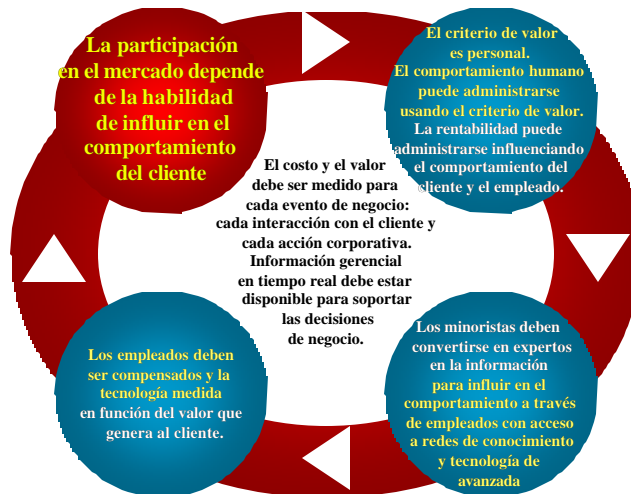 La participación
en el mercado depende
de la habilidad
de influir en el
comportamiento
del cliente
El criterio de valor
es personal.
El comportamiento humano
puede administrarse
usando el criterio de valor.
La rentabilidad puede
administrarse influenciando
el comportamiento del
cliente y el empleado.
El costo y el valor
debe ser medido para
cada evento de negocio:
cada interacción con el cliente y
cada acción corporativa.
Información gerencial
en tiempo real debe estar
disponible para soportar
las decisiones
de negocio.
Los empleados deben
ser compensados y la
tecnología medida
en función del valor que
genera al cliente.
Los minoristas deben
convertirse en expertos
en la información
para influir en el
comportamiento a través
de empleados con acceso
a redes de conocimiento
y tecnología de
avanzada